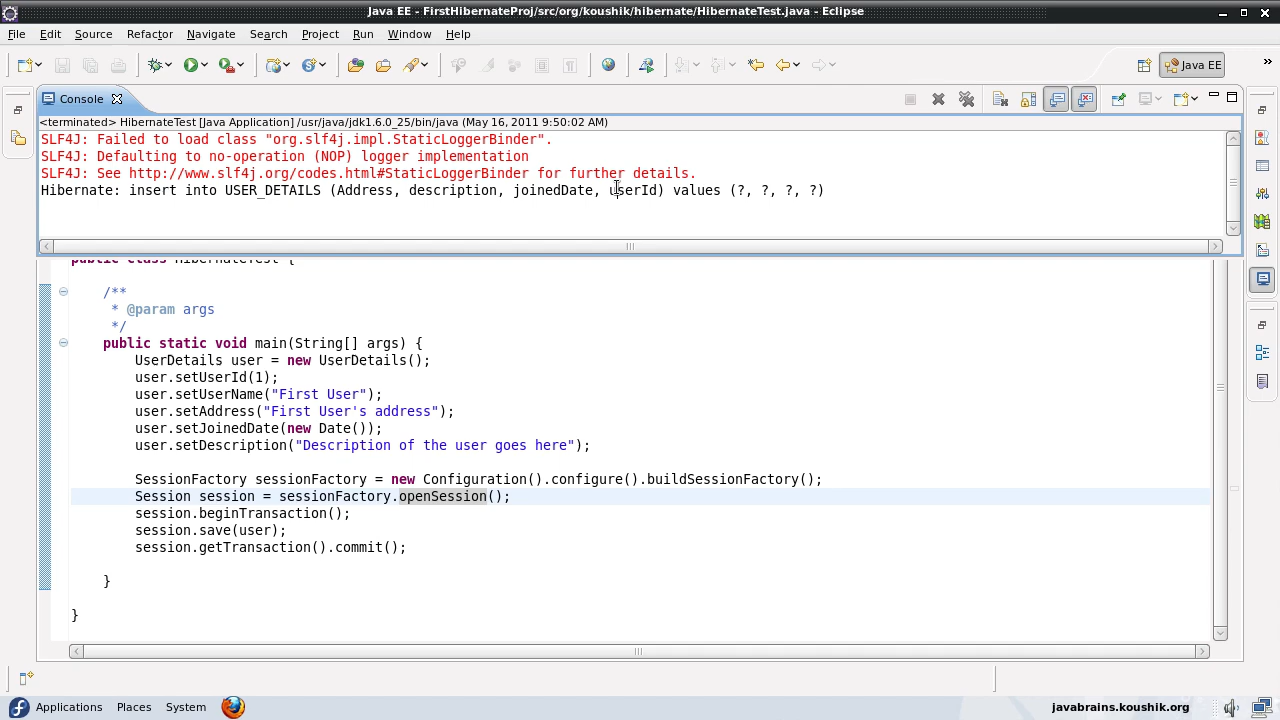 Java EE - FirstHibernateProj/src/org/koushik/hibernate/HibernateTest.java - Eclipse
File Edit Source Refactor Navigate Search Project Run Window Help
Java EE
Console
<terminated> HibernateTest [Java Application] /usr/java/jdk1.6.0_25/bin/java (May 16, 2011 9:50:02 AM)
SLF4J: Failed to load class "org.slf4j.impl.StaticLoggerBinder".
SLF4J: Defaulting to no-operation (NOP) logger implementation
SLF4J: See http://www.slf4j.org/codes.html#StaticLoggerBinder for further details.
Hibernate: insert into USER_DETAILS (Address, description, joinedDate, userId) values (?, ?, ?, ?)
public class HibernateTest {
/**
* @param args
*/
public static void main(String[] args) {
UserDetails user = new UserDetails();
user.setUserId(1);
user.setUserName("First User");
user.setAddress("First User's address");
user.setJoinedDate(new Date());
user.setDescription("Description of the user goes here");
SessionFactory sessionFactory = new Configuration().configure().buildSessionFactory();
Session session = sessionFactory.openSession();
session.beginTransaction();
session.save(user);
session.getTransaction().commit();
}
}
Applications Places System
javabrains.koushik.org